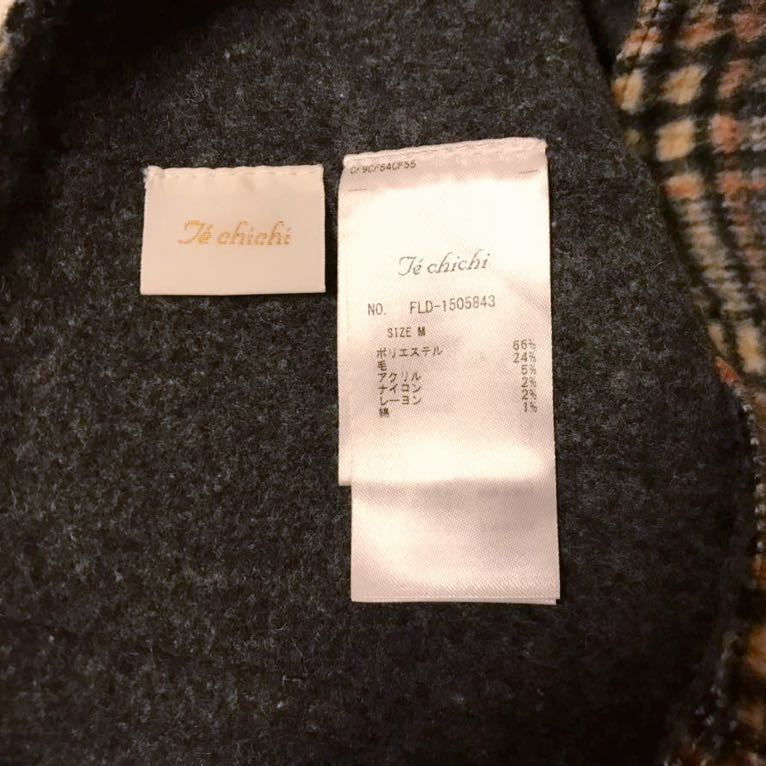 Té chichi
CF9CF54CF55
Té chichi
NO. FLD-1505843
SIZE M
ポリエステル 66%
毛 24%
アクリル 5%
ナイロン 2%
レーヨン 2%
綿 1%